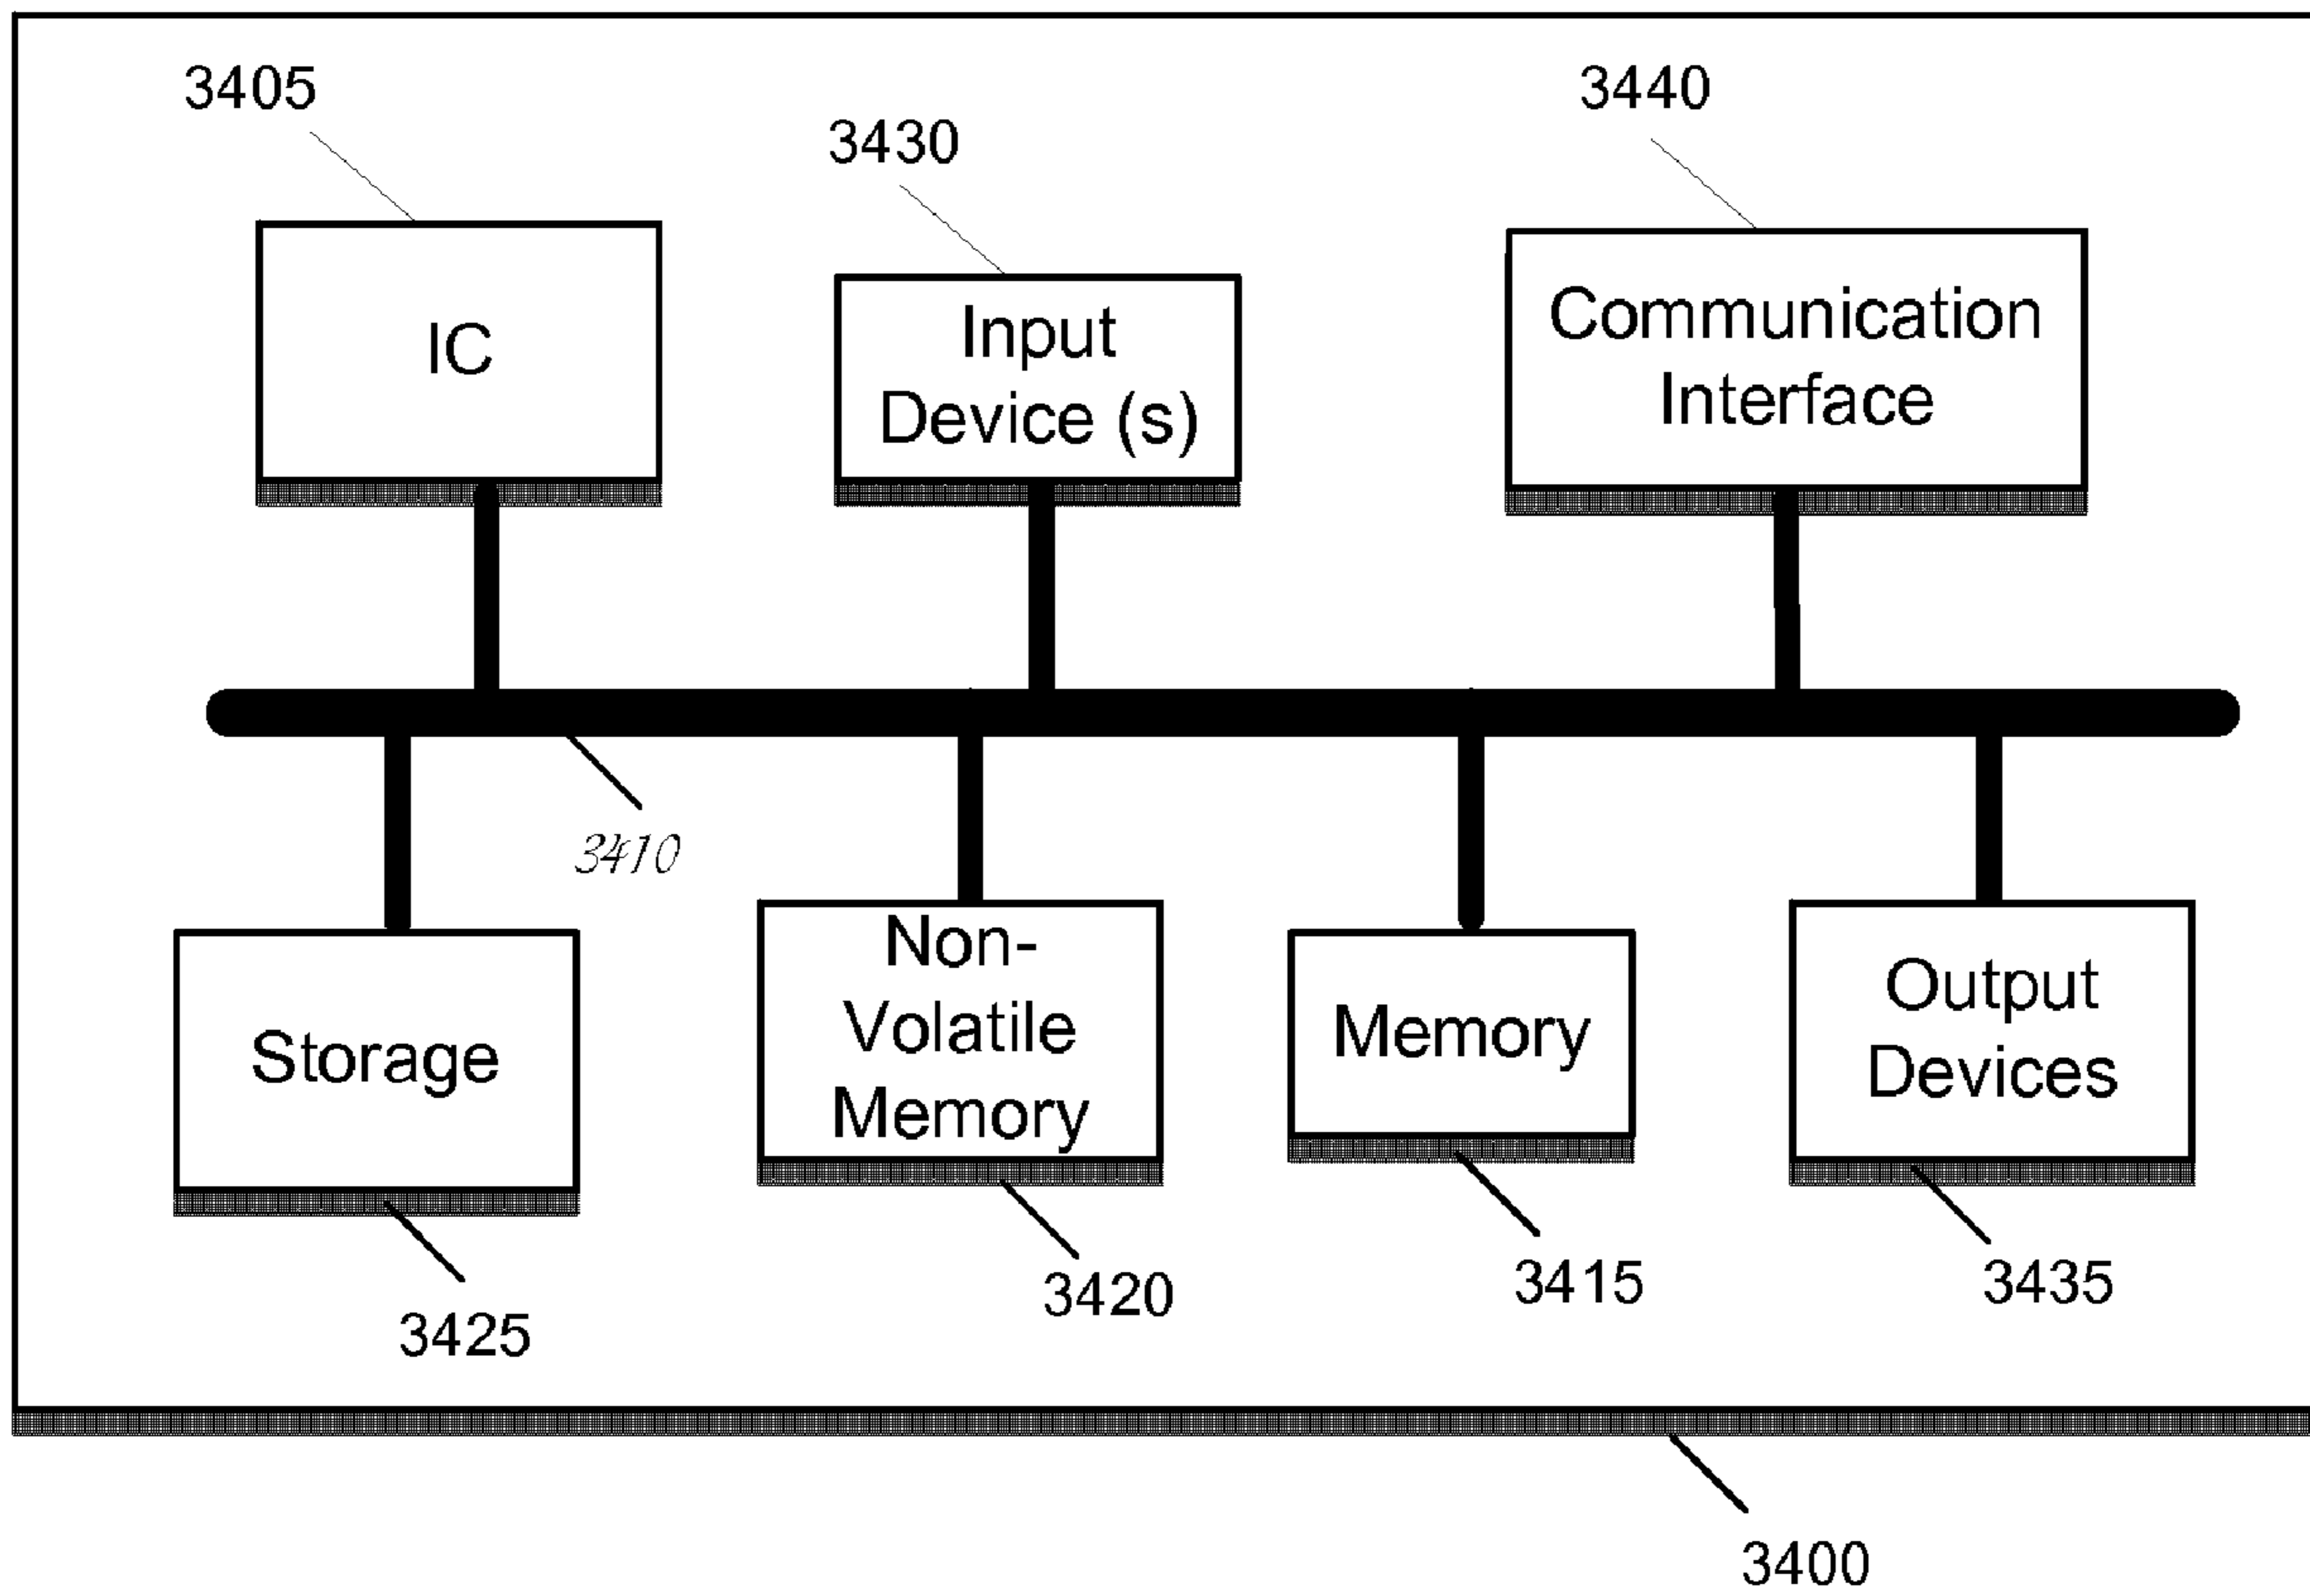 3405
3430
3440
IC
Input
Device (s)
Communication
Interface
3410
Storage
Non-
Volatile
Memory
Memory
Output
Devices
3425
3420
3415
3435
3400